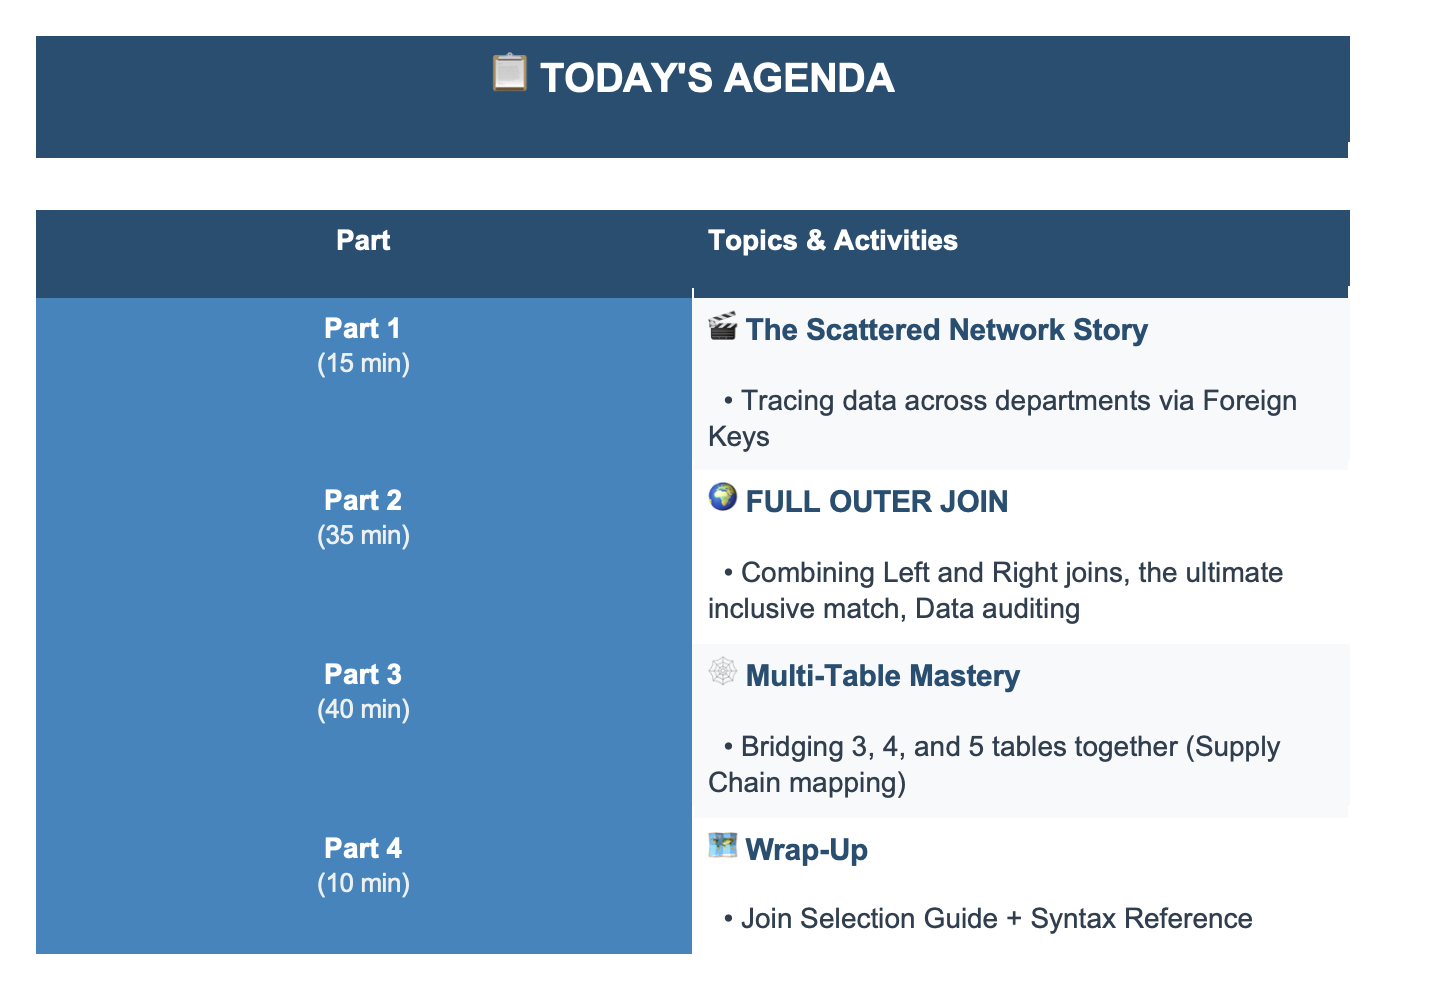 📋 TODAY'S AGENDA
Part
Topics & Activities
Part 1
(15 min)
🎬 The Scattered Network Story
• Tracing data across departments via Foreign
Keys
Part 2
(35 min)
🌍 FULL OUTER JOIN
• Combining Left and Right joins, the ultimate
inclusive match, Data auditing
Part 3
(40 min)
🕸️ Multi-Table Mastery
• Bridging 3, 4, and 5 tables together (Supply
Chain mapping)
Part 4
(10 min)
🗺️ Wrap-Up
• Join Selection Guide + Syntax Reference